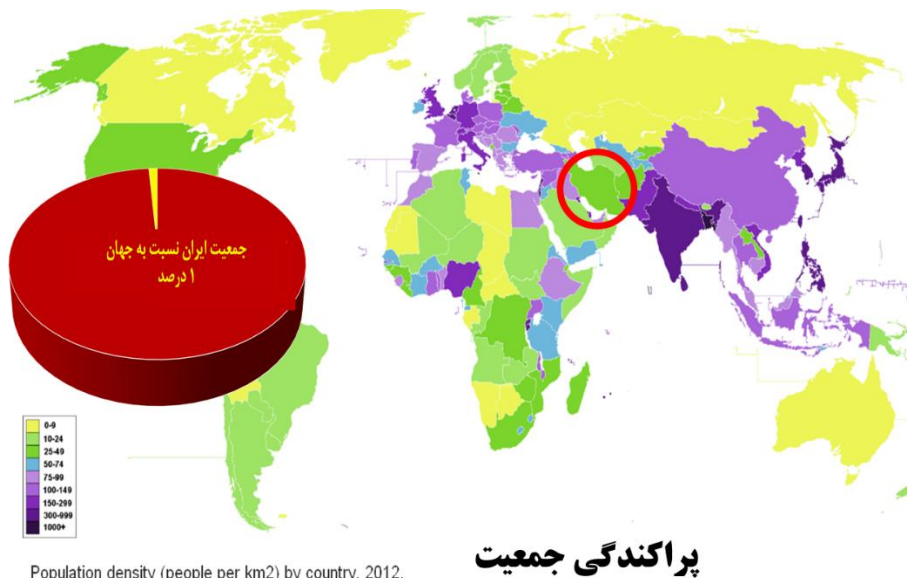 جمعیت ایران نسبت به جهان
۱ درصد
0-9
10-24
25-49
50-74
75-99
100-149
150-299
300-999
1000+
پراکندگی جمعیت
Population density (people per km2) by country, 2012.